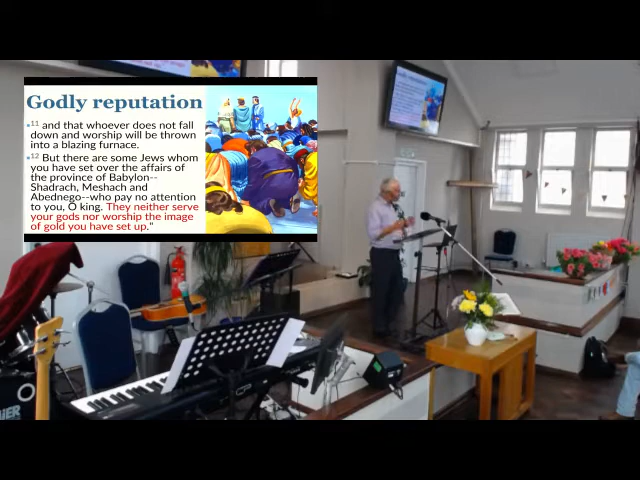 Godly reputation
11 and that whoever does not fall
down and worship will be thrown
into a blazing furnace.
12 But there are some Jews whom
you have set over the affairs of
the province of Babylon--
Shadrach, Meshach and
Abednego--who pay no attention
to you, O king. They neither serve
your gods nor worship the image
of gold you have set up."